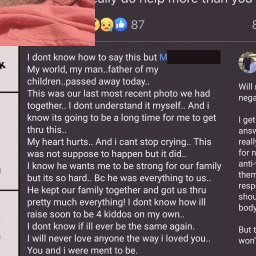 do help more than you
87
I dont know how to say this but M
My world, my man..father of my
children..passed away today..
This was our last most recent photo we had
together.. I dont understand it myself.. And i
know its going to be a long time for me to get
thru this..
My heart hurts.. And i cant stop crying.. This
was not suppose to happen but it did..
I know he wants me to be strong for our family
but its so hard.. Bc he was everything to us..
He kept our family together and got us thru
pretty much everything! I dont know how ill
raise soon to be 4 kiddos on my own..
I dont know if ill ever be the same again.
I will never love anyone the way i loved you..
You and i were ment to be.
Will
nega
I get
answ
really
for n
anti-
them
resp
shou
body
But t
won'